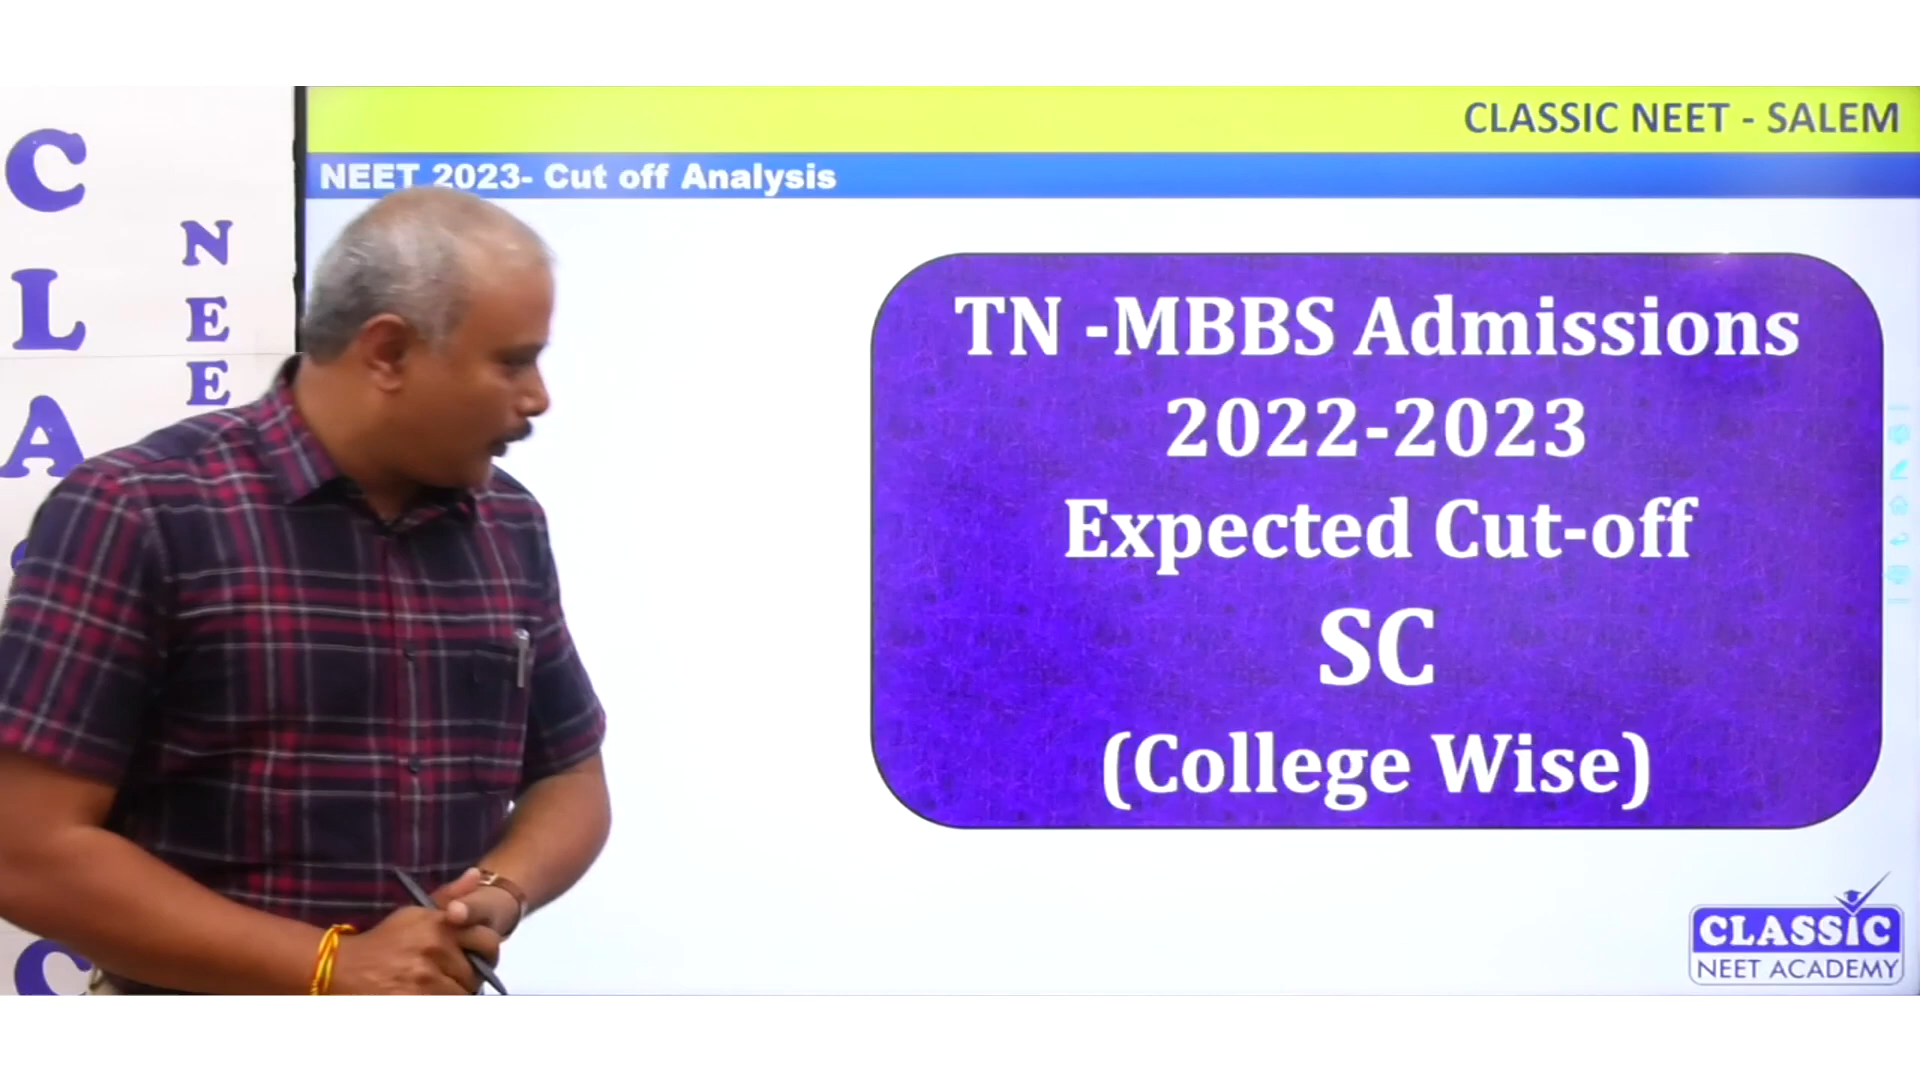 CLASSIC NEET - SALEM
NEET 2023- Cut off Analysis
C
L
A
C
N
E
E
TN -MBBS Admissions
2022-2023
Expected Cut-off
SC
(College Wise)
CLASSIC
NEET ACADEMY